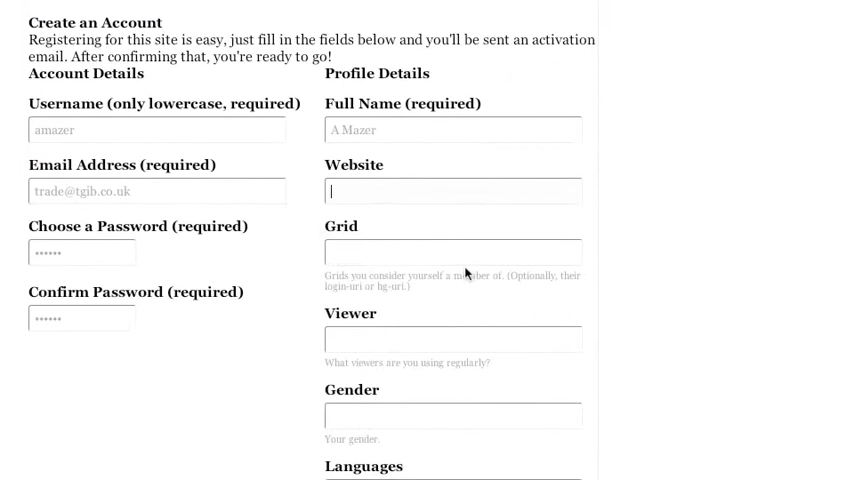 Create an Account
Registering for this site is easy, just fill in the fields below and you'll be sent an activation
email. After confirming that, you're ready to go!
Account Details
Username (only lowercase, required)
amazer
Email Address (required)
trade@tgib.co.uk
Choose a Password (required)
••••••
Confirm Password (required)
••••••
Profile Details
Full Name (required)
A Mazer
Website
Grid
Grids you consider yourself a member of. (Optionally, their
login-uri or hg-uri.)
Viewer
What viewers are you using regularly?
Gender
Your gender.
Languages